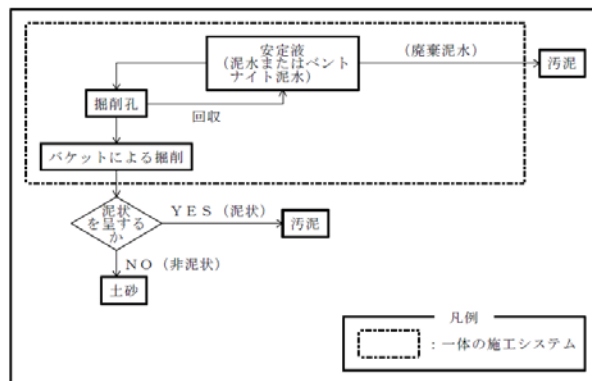 安定液
(泥水またはベント
ナイト泥水)
(廃棄泥水)
汚泥
掘削孔
回収
バケットによる掘削
泥状
を呈する
か
YES(泥状)
汚泥
NO(非泥状)
土砂
凡例
:一体の施工システム